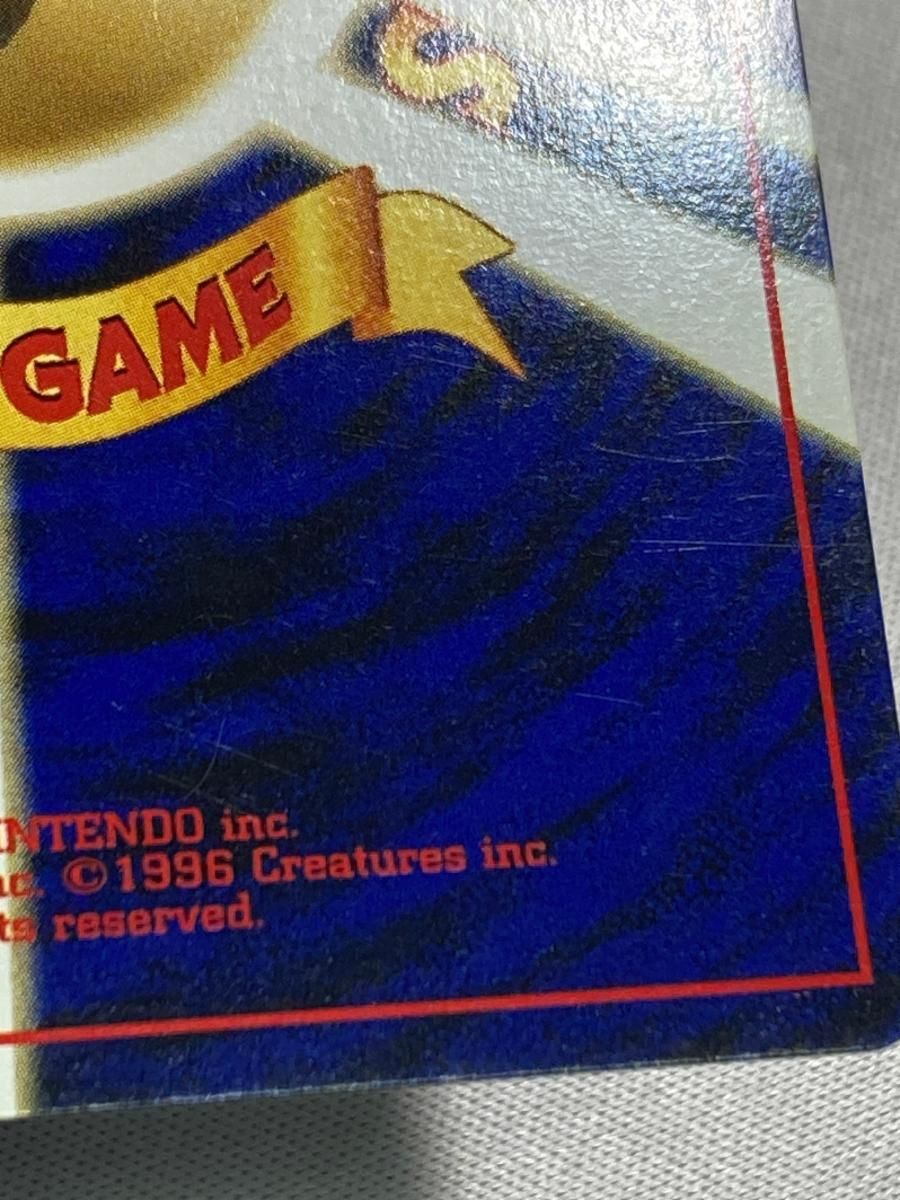 S
GAME
NTENDO inc.
c. ©1996 Creatures inc.
ts reserved.